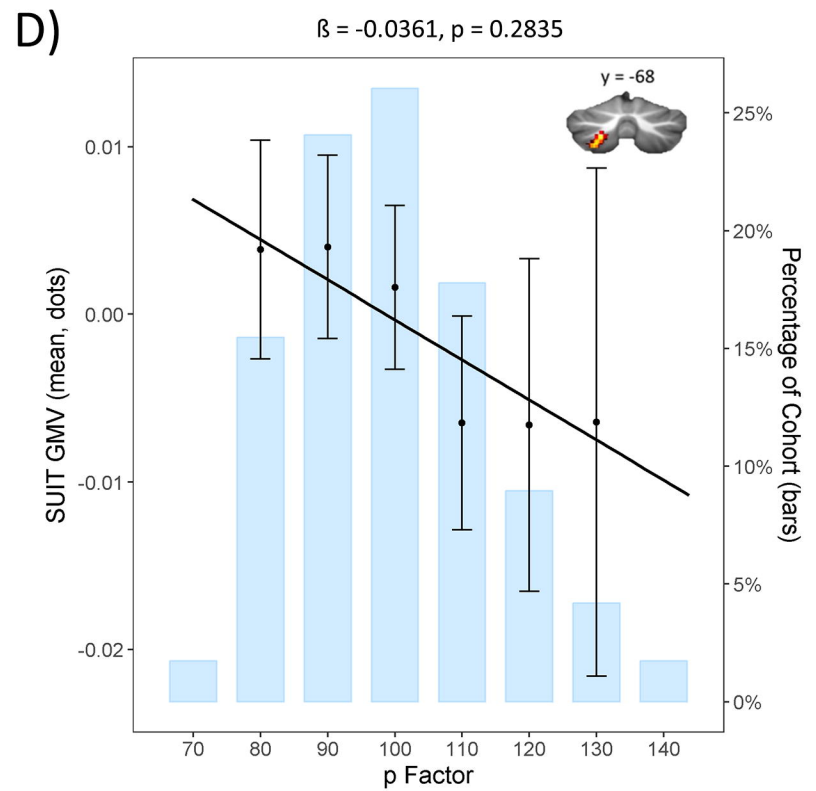 D)
ß = -0.0361, p = 0.2835
y = -68
0.01
0.00
-0.01
-0.02
SUIT GMV (mean, dots)
25%
20%
15%
10%
5%
0%
Percentage of Cohort (bars)
70 80 90 100 110 120 130 140
p Factor